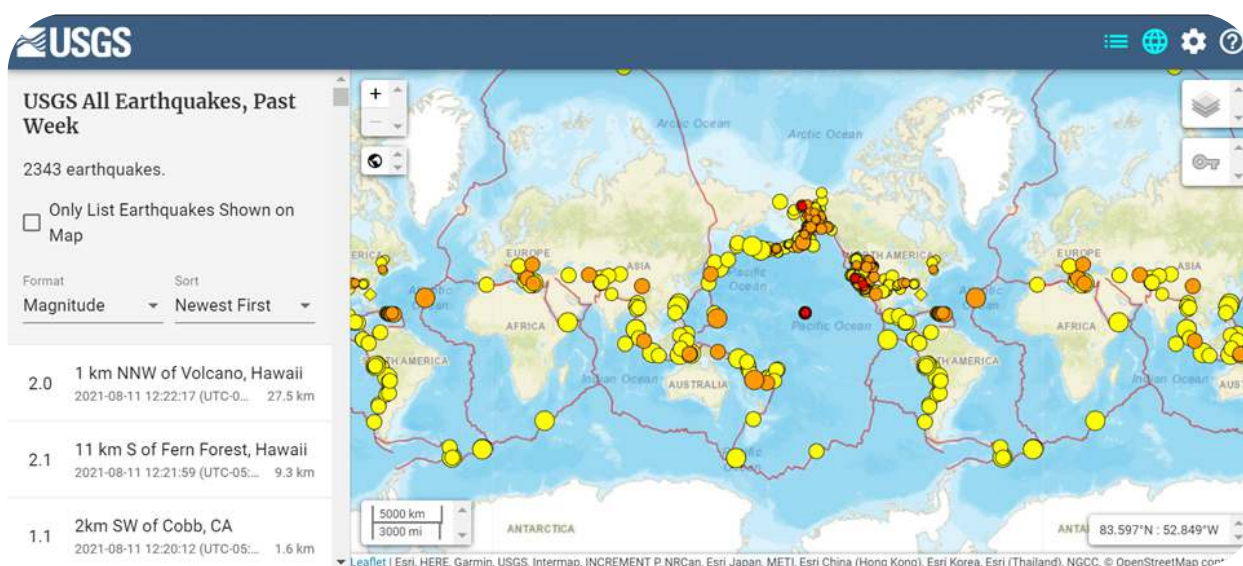 USGS
USGS All Earthquakes, Past
Week
2343 earthquakes.
Only List Earthquakes Shown on
Map
Format
Sort
Magnitude
Newest First
2.0
1 km NNW of Volcano, Hawaii
2021-08-11 12:22:17 (UTC-0... 27.5 km
2.1
11 km S of Fern Forest, Hawaii
2021-08-11 12:21:59 (UTC-05:... 9.3 km
1.1
2km SW of Cobb, CA
2021-08-11 12:20:12 (UTC-05:... 1.6 km
+
−
Arctic Ocean
Arctic Ocean
EUROPE
ASIA
EUROPE
ASIA
Pacific
Ocean
AFRICA
Pacific Ocean
AFRICA
Indian Ocean
AUSTRALIA
5000 km
3000 mi
ANTARCTICA
83.597°N : 52.849°W
Leaflet | Esri, HERE, Garmin, USGS, Intermap, INCREMENT P, NRCan, Esri Japan, METI, Esri China (Hong Kong), Esri Korea, Esri (Thailand), NGCC, © OpenStreetMap cont